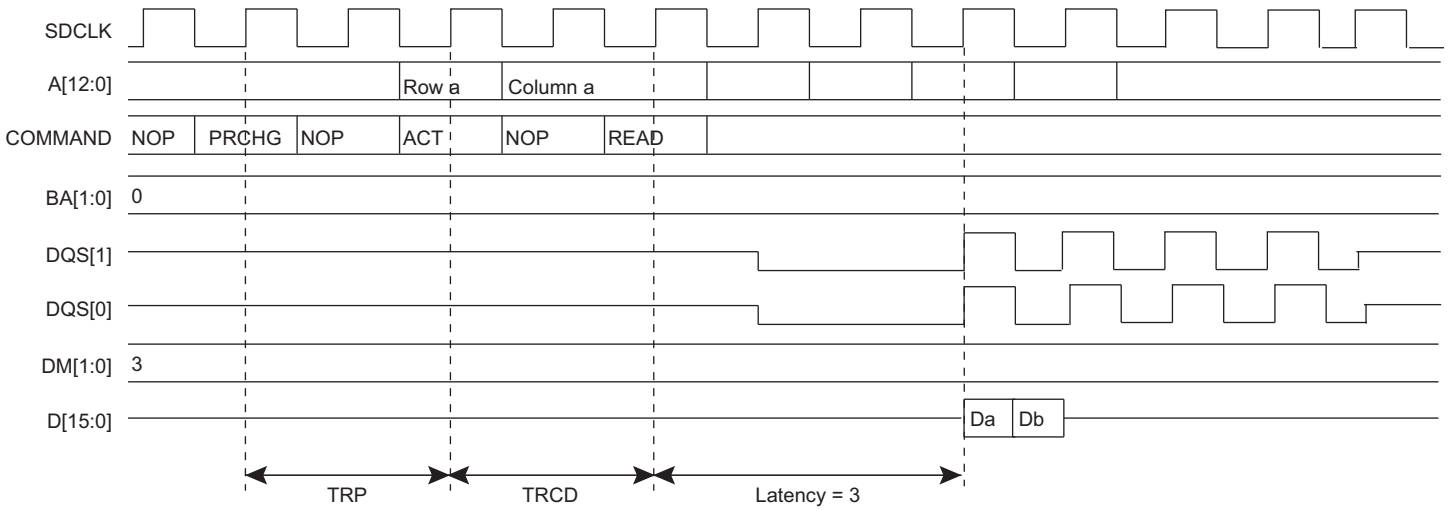 SDCLK
A[12:0] Row a Column a
COMMAND NOP PRCHG NOP ACT NOP READ
BA[1:0] 0
DQS[1]
DQS[0]
DM[1:0] 3
D[15:0] Da Db
TRP TRCD Latency = 3